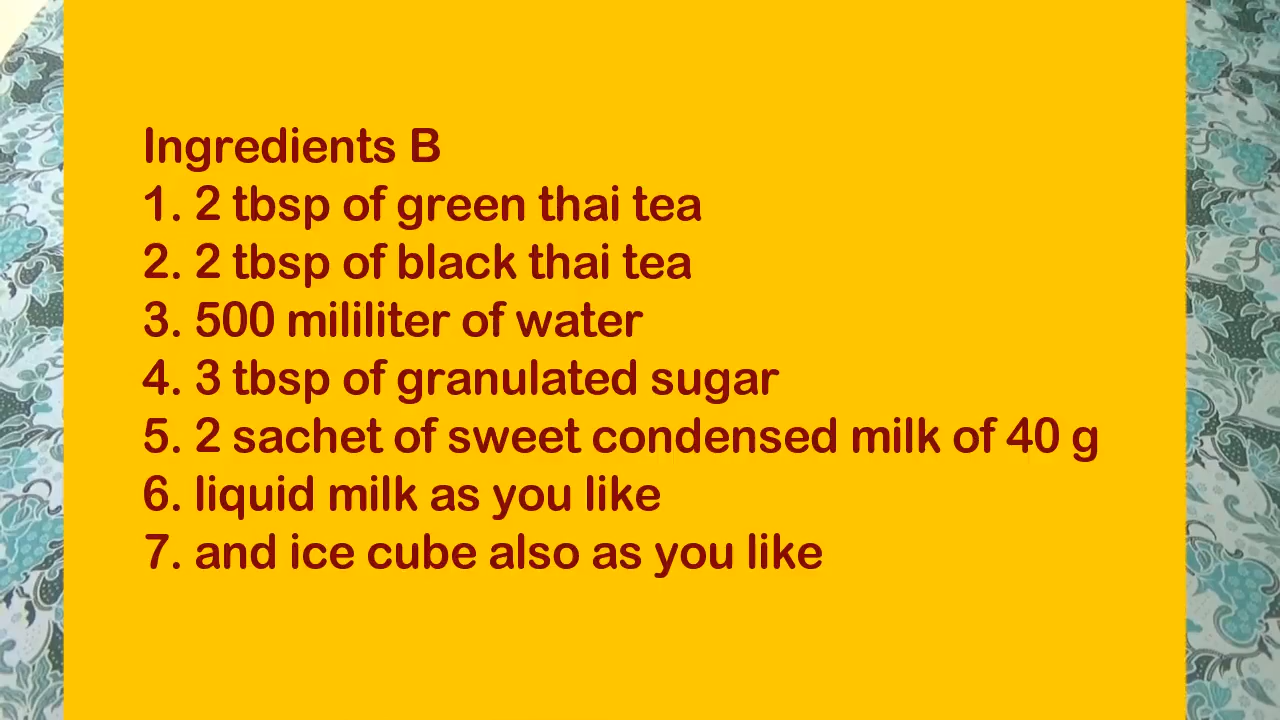 Ingredients B
1. 2 tbsp of green thai tea
2. 2 tbsp of black thai tea
3. 500 mililiter of water
4. 3 tbsp of granulated sugar
5. 2 sachet of sweet condensed milk of 40 g
6. liquid milk as you like
7. and ice cube also as you like